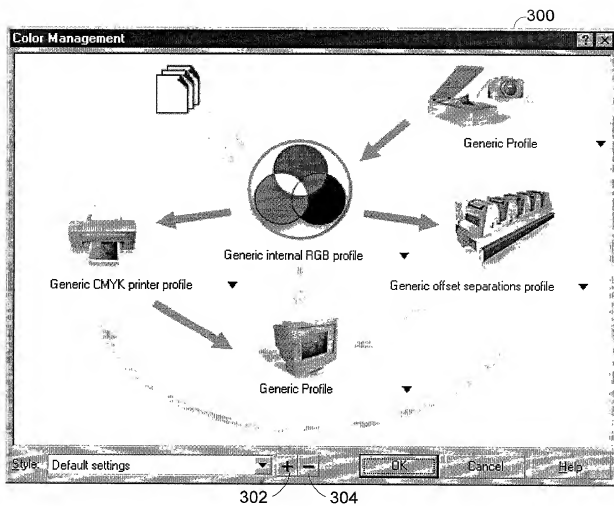 300
Color Management
Generic Profile
Generic internal RGB profile
Generic CMYK printer profile
Generic offset separations profile
Generic Profile
Style: Default settings + − OK Cancel Help
302 304